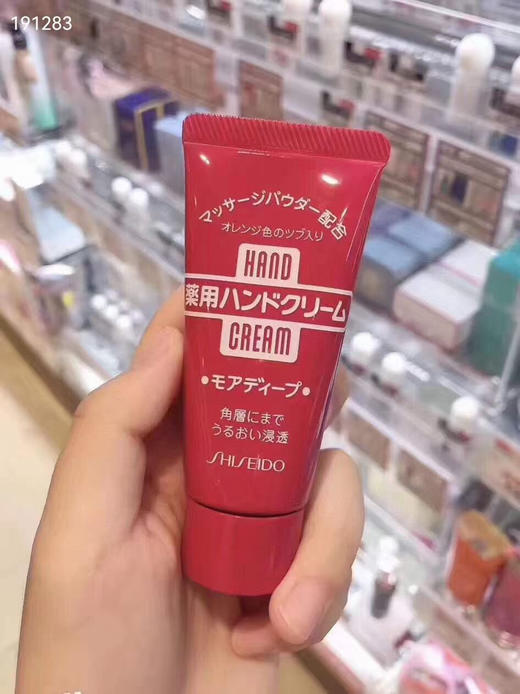 191283
マッサージパウダー配合
オレンジ色のツブ入り
HAND
薬用ハンドクリーム
CREAM
•モアディープ•
角層にまで
うるおい浸透
SHISEIDO